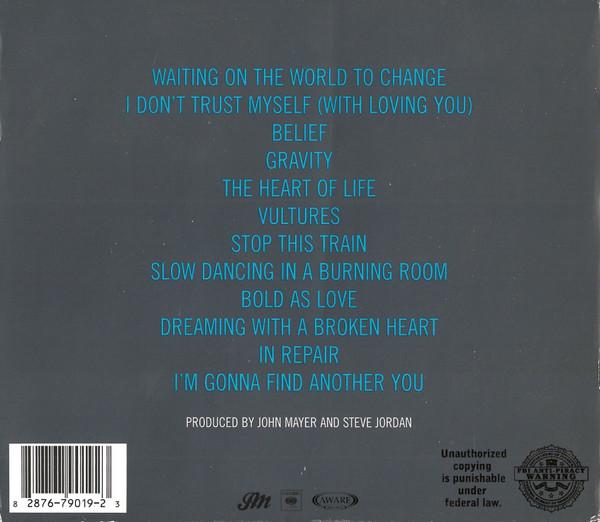 WAITING ON THE WORLD TO CHANGE
I DON'T TRUST MYSELF (WITH LOVING YOU)
BELIEF
GRAVITY
THE HEART OF LIFE
VULTURES
STOP THIS TRAIN
SLOW DANCING IN A BURNING ROOM
BOLD AS LOVE
DREAMING WITH A BROKEN HEART
IN REPAIR
I'M GONNA FIND ANOTHER YOU
PRODUCED BY JOHN MAYER AND STEVE JORDAN
8 2876-79019-2 3
JM
AWARE
Unauthorized
copying
is punishable
under
federal law.
FBI ANTI-PIRACY
WARNING